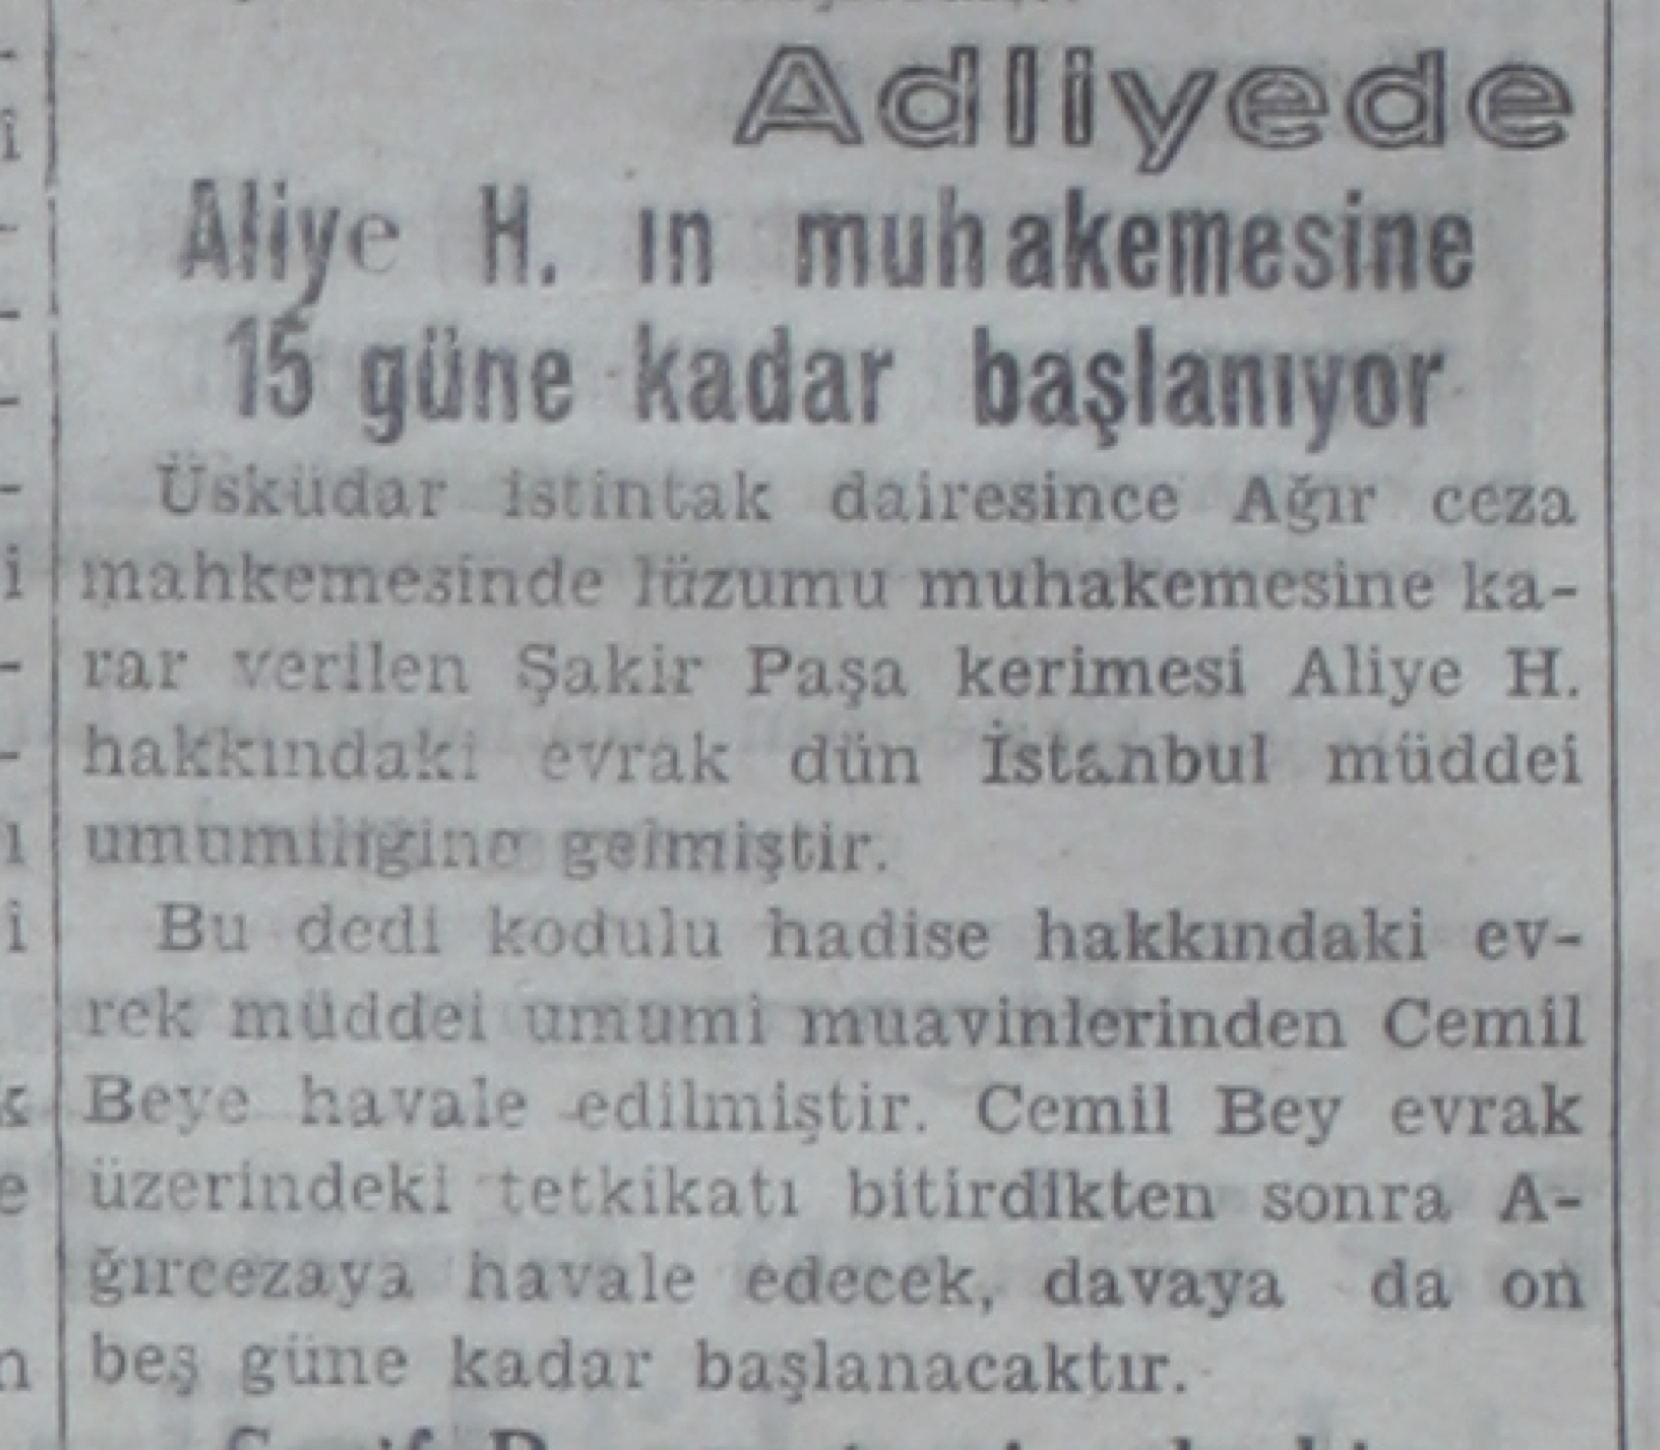 Adliyede
Aliye H. ın muhakemesine
15 güne kadar başlanıyor
Üsküdar istintak dairesince Ağır ceza
mahkemesinde lüzumu muhakemesine ka-
rar verilen Şakir Paşa kerimesi Aliye H.
hakkındaki evrak dün İstanbul müddei
umumiliğine gelmiştir.
Bu dedi kodulu hadise hakkındaki ev-
rek müddei umumi muavinlerinden Cemil
Beye havale edilmiştir. Cemil Bey evrak
üzerindeki tetkikatı bitirdikten sonra A-
ğırcezaya havale edecek, davaya da on
beş güne kadar başlanacaktır.